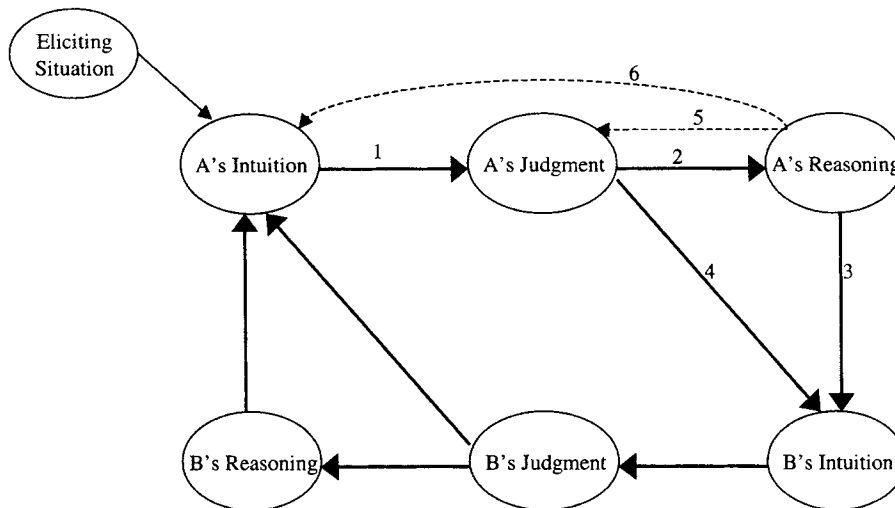 Eliciting
Situation
6
5
A's Intuition
1
A's Judgment
2
A's Reasoning
4
3
B's Reasoning
B's Judgment
B's Intuition